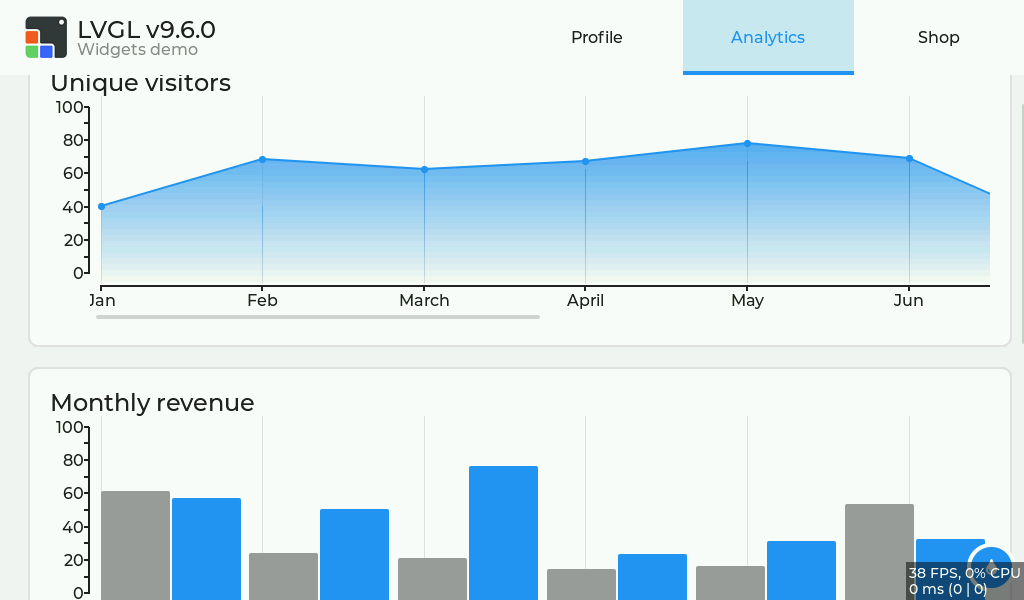 LVGL v9.6.0
Widgets demo
Profile
Analytics
Shop
Unique visitors
100
80
60
40
20
0
Jan
Feb
March
April
May
Jun
Monthly revenue
100
80
60
40
20
0
38 FPS, 0% CPU
0 ms (0 | 0)